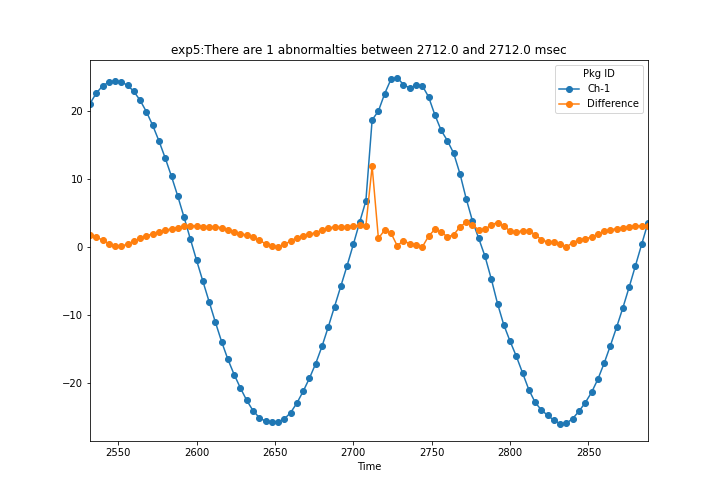 exp5:There are 1 abnormalties between 2712.0 and 2712.0 msec
Pkg ID
Ch-1
Difference
20
10
0
−10
−20
2550 2600 2650 2700 2750 2800 2850
Time